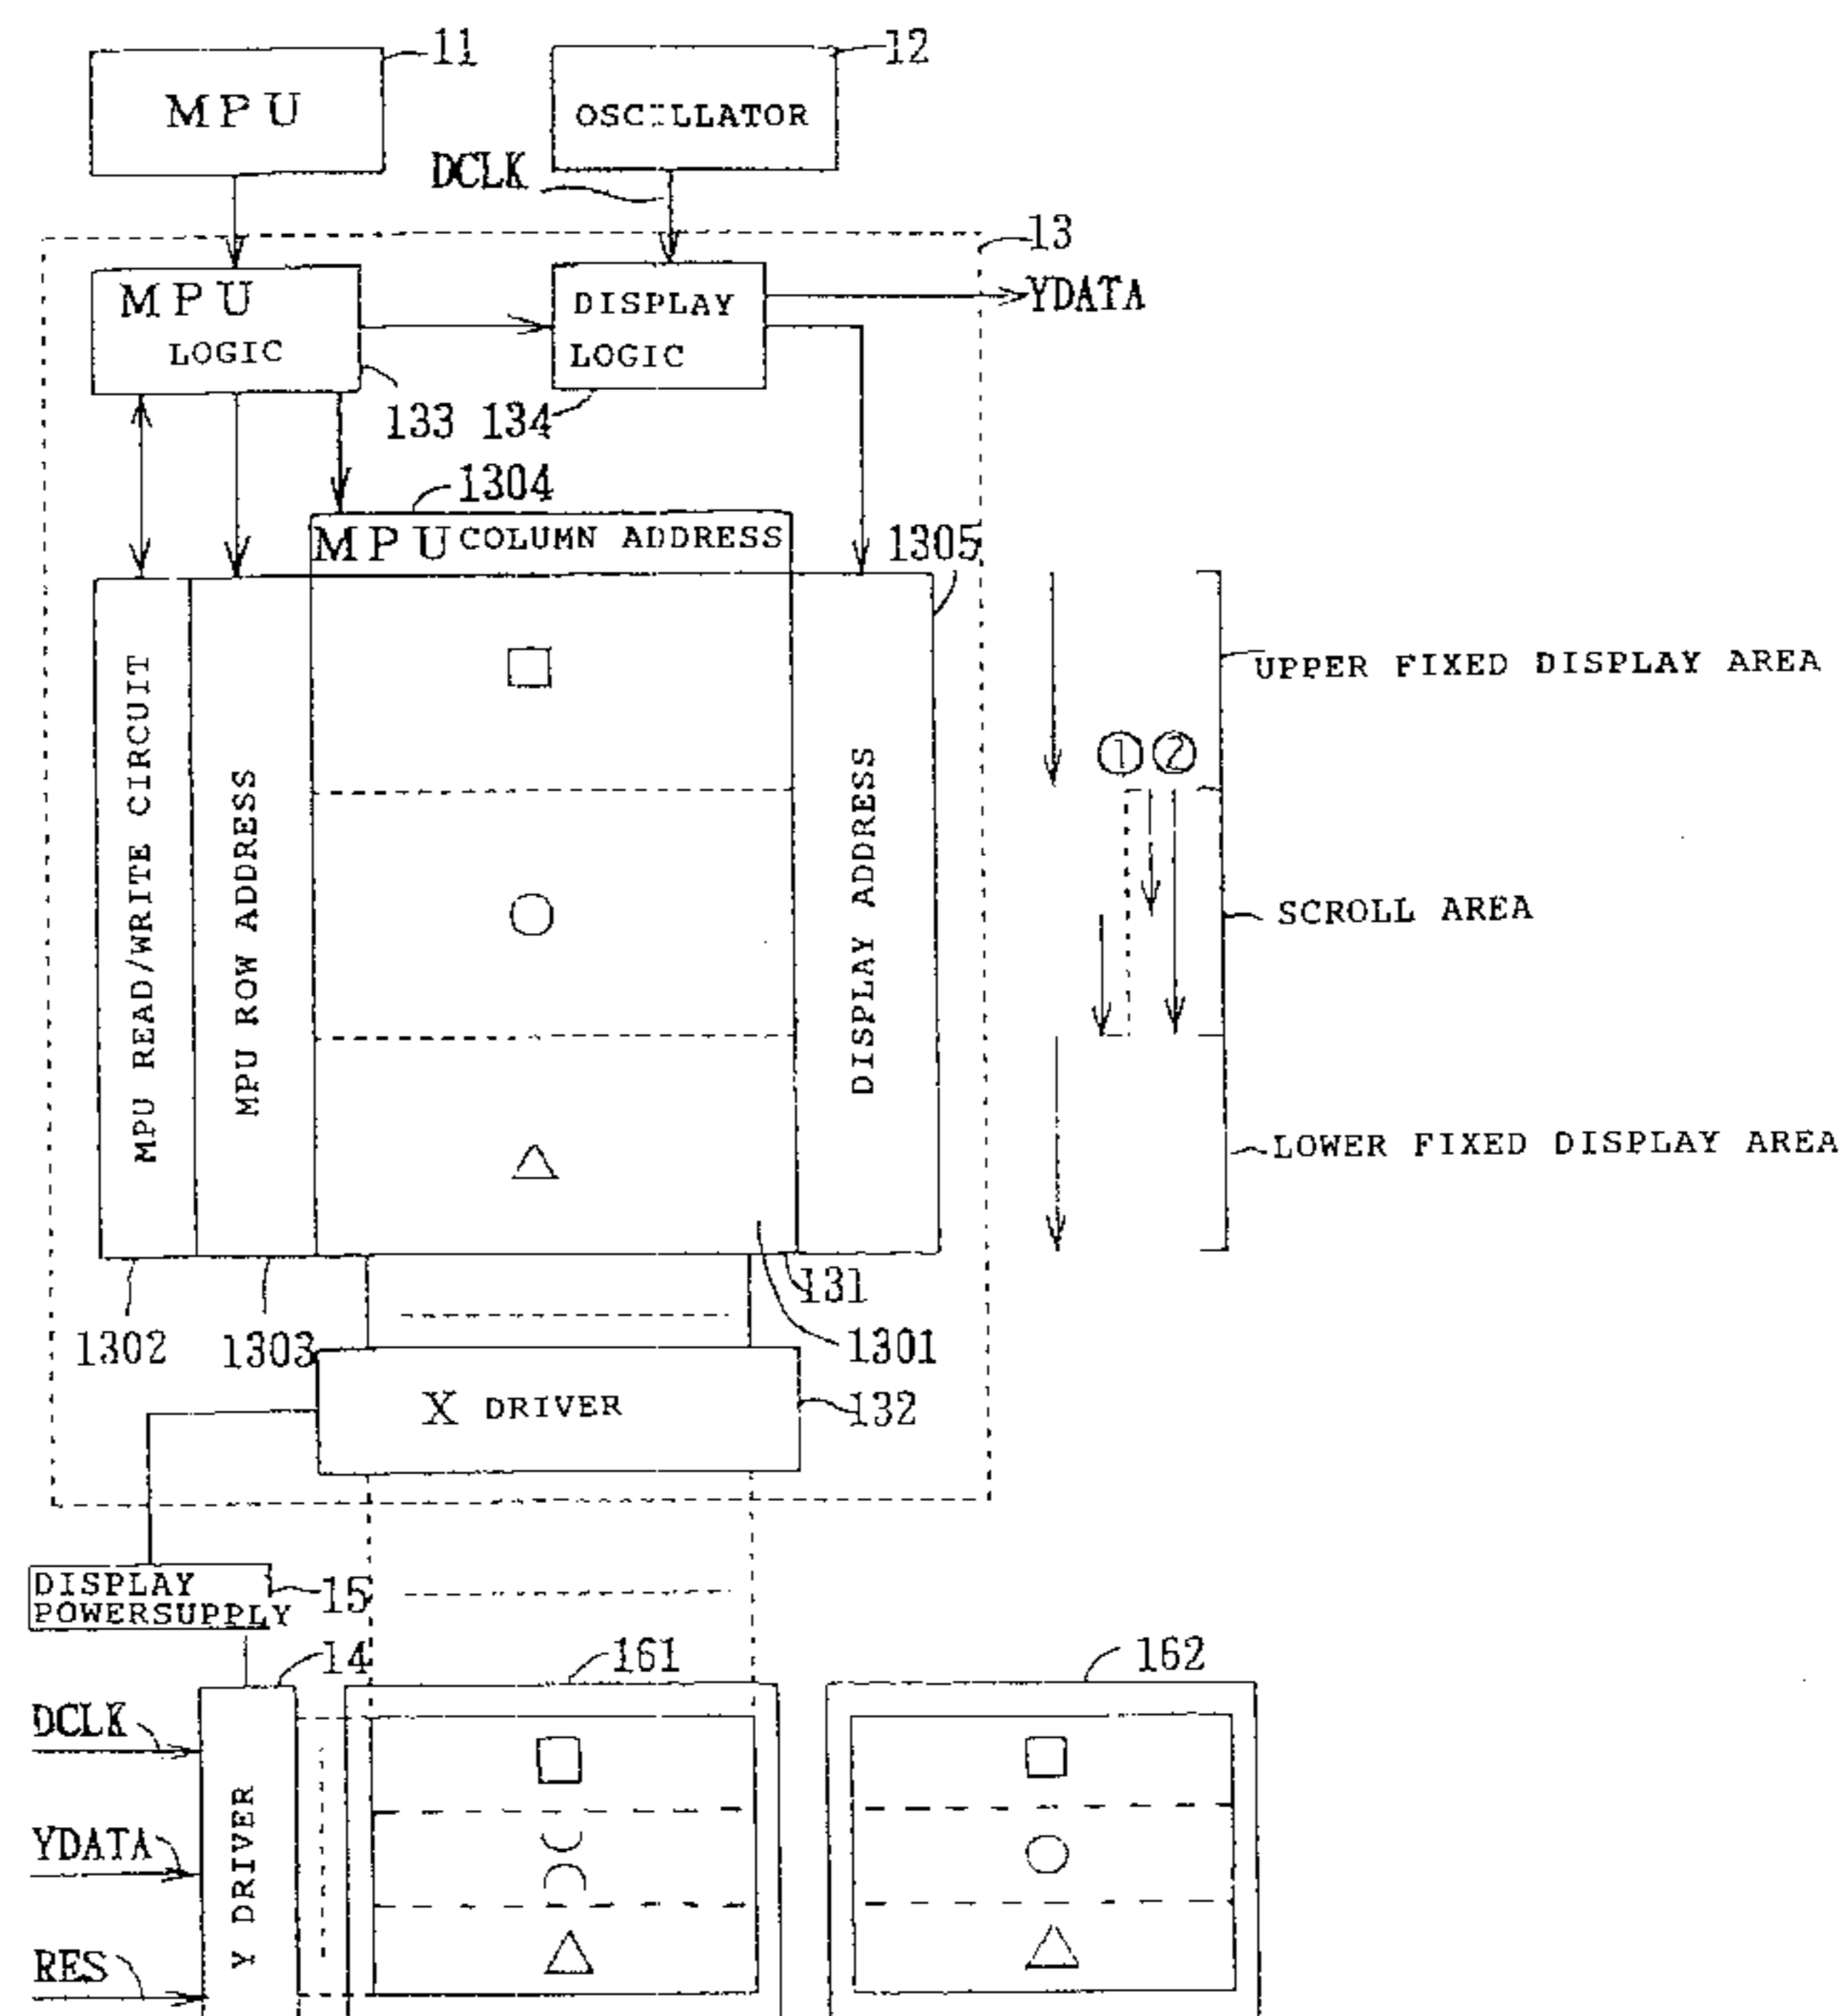 11
12
MPU
OSCILLATOR
DCLK
13
MPU
LOGIC
DISPLAY
LOGIC
YDATA
133
134
1304
MPU COLUMN ADDRESS
1305
MPU READ/WRITE CIRCUIT
MPU ROW ADDRESS
DISPLAY ADDRESS
UPPER FIXED DISPLAY AREA
① ②
SCROLL AREA
LOWER FIXED DISPLAY AREA
131
1302
1303
1301
X DRIVER
132
DISPLAY
POWERSUPPLY
15
14
161
162
DCLK
YDATA
RES
Y DRIVER